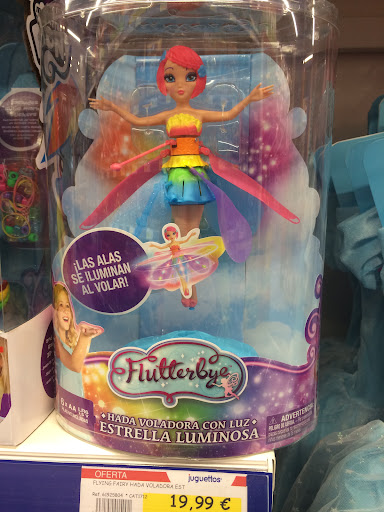 ¡LAS ALAS
SE ILUMINAN
AL VOLAR!
Flutterbye
HADA VOLADORA CON LUZ
ESTRELLA LUMINOSA
ADVERTENCIA:
OFERTA
juguettos
FLYING FAIRY HADA VOLADORA EST
19,99 €